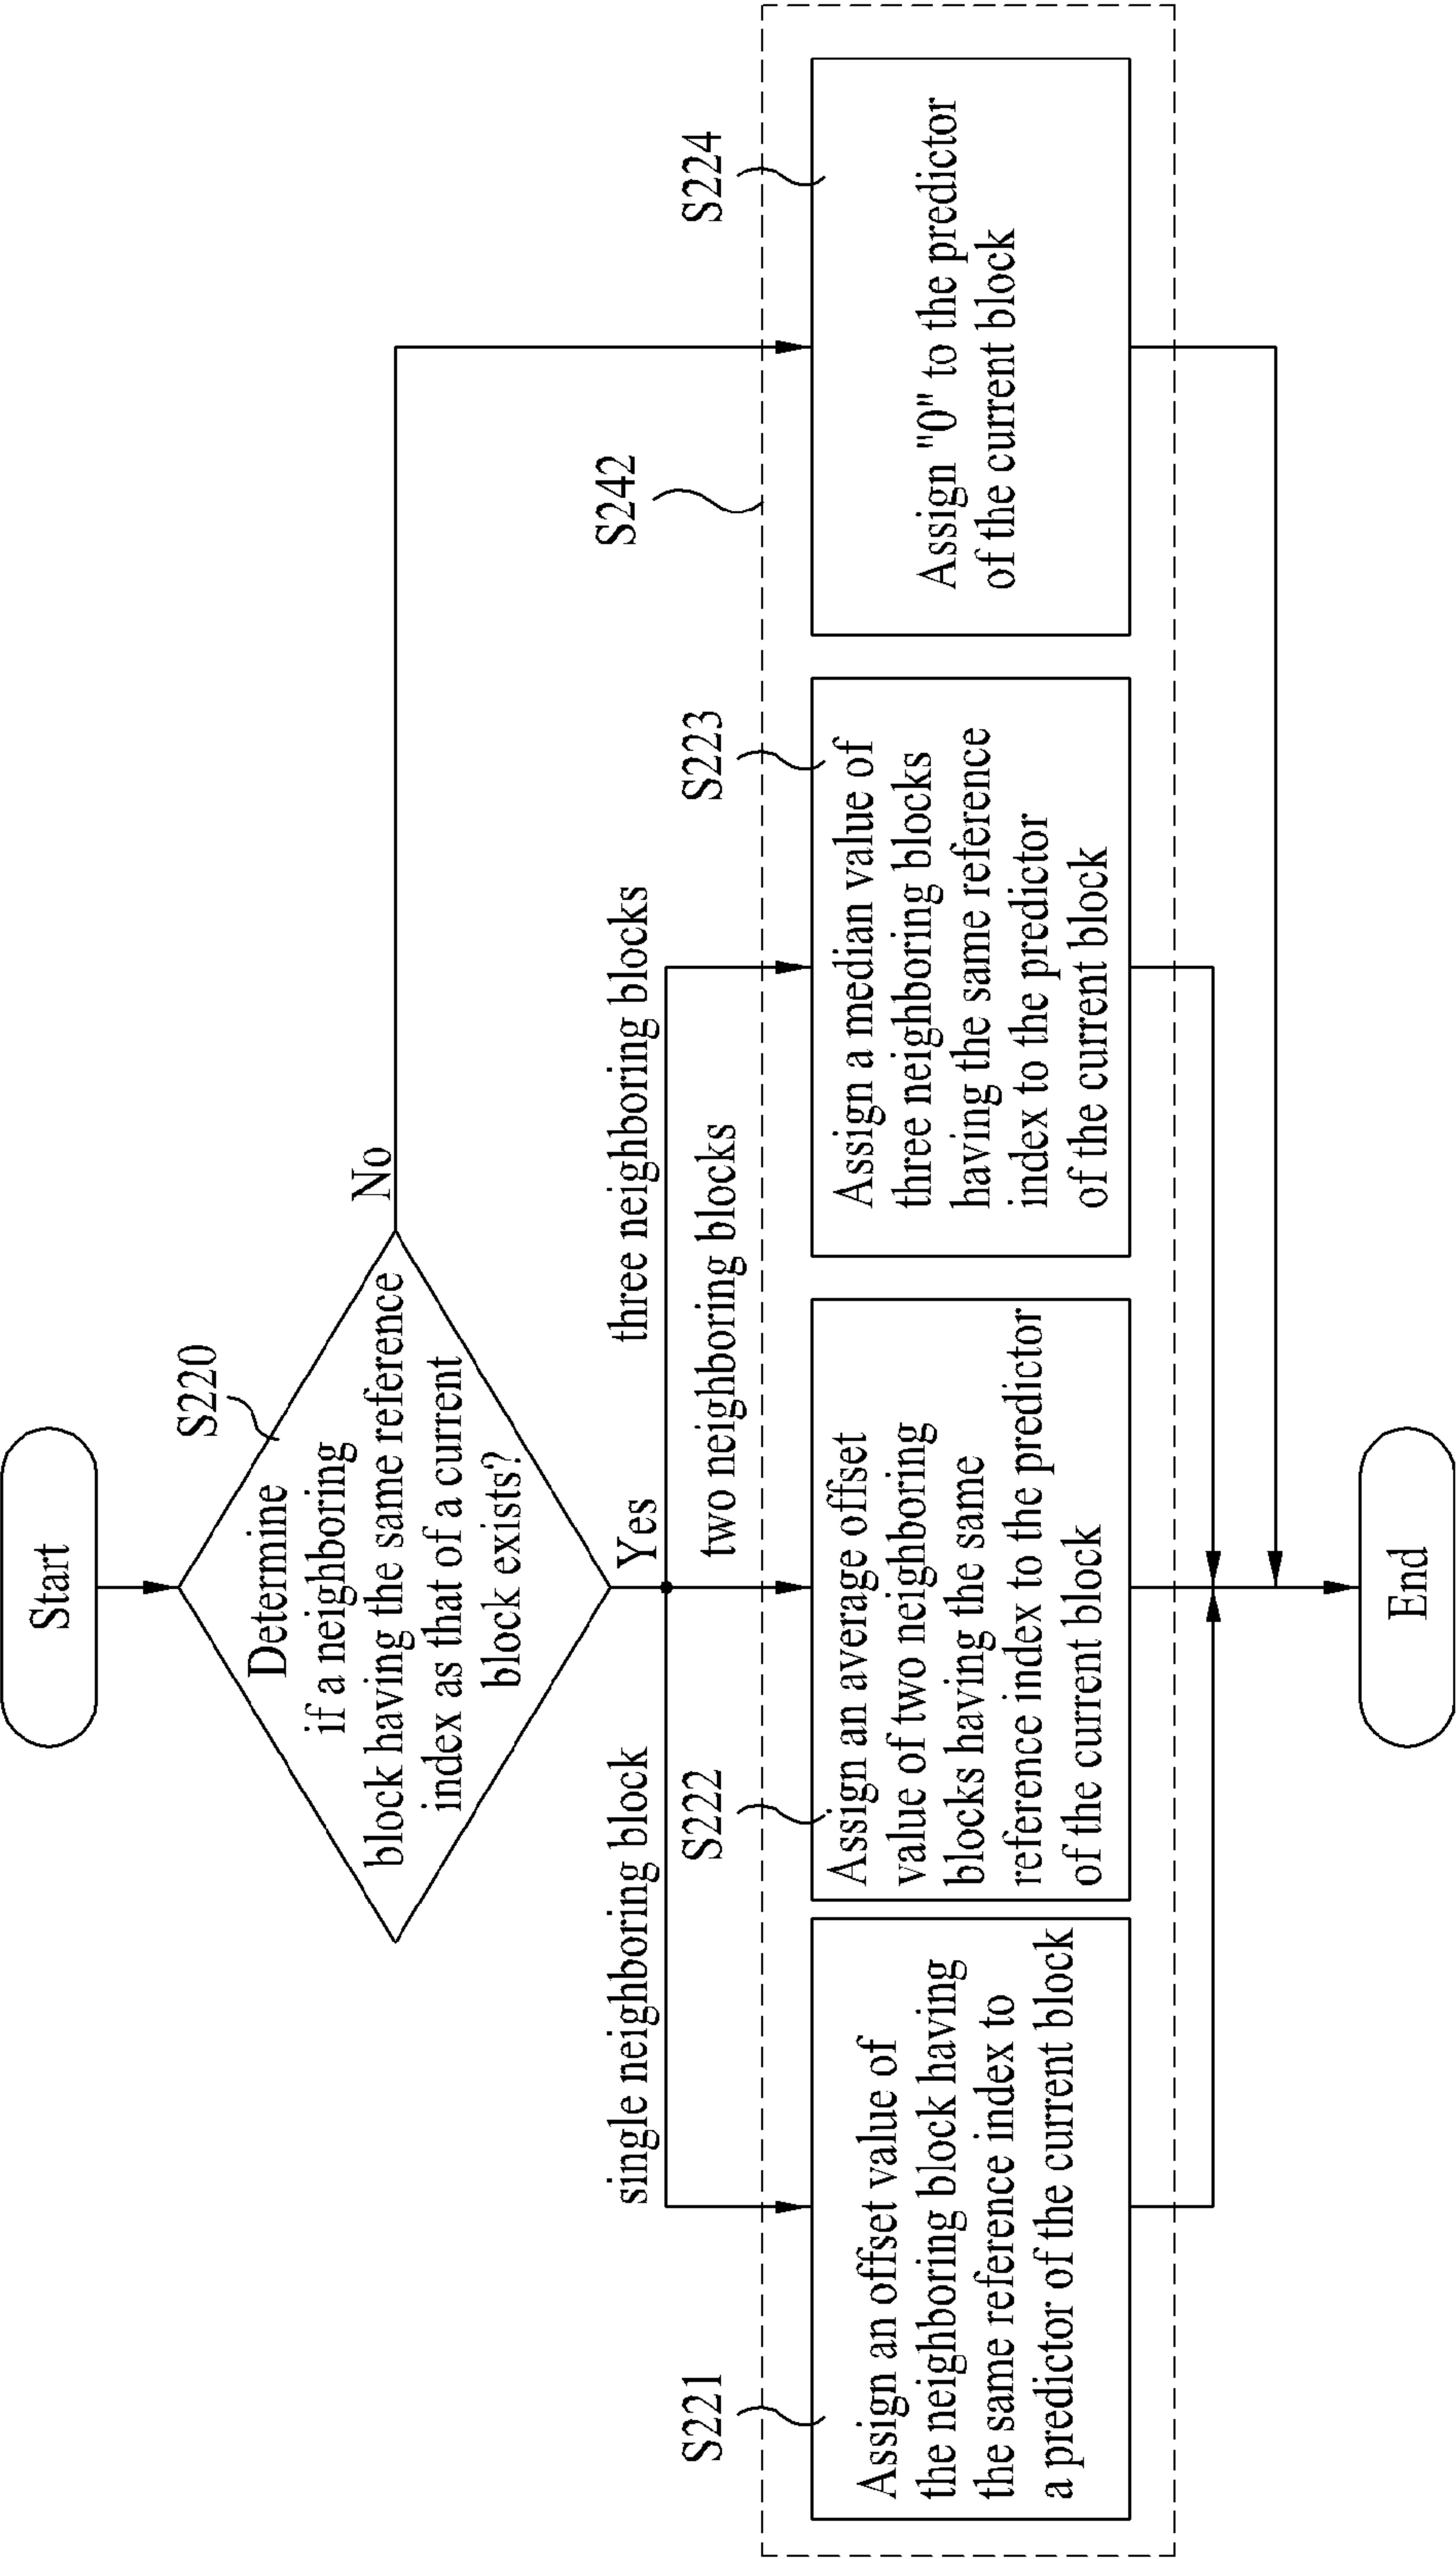 Start
S220
Determine
if a neighboring
block having the same reference
index as that of a current
block exists?
No
Yes
single neighboring block
three neighboring blocks
two neighboring blocks
S242
S221
Assign an offset value of
the neighboring block having
the same reference index to
a predictor of the current block
S222
Assign an average offset
value of two neighboring
blocks having the same
reference index to the predictor
of the current block
S223
Assign a median value of
three neighboring blocks
having the same reference
index to the predictor
of the current block
S224
Assign "0" to the predictor
of the current block
End